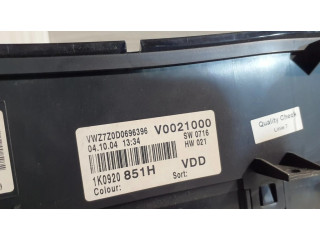 VWZ7Z0D0696396 V0021000
04.10.04 13:34 SW 0716
HW 021
1K0920 851H VDD
Colour: Sort:
Quality Check